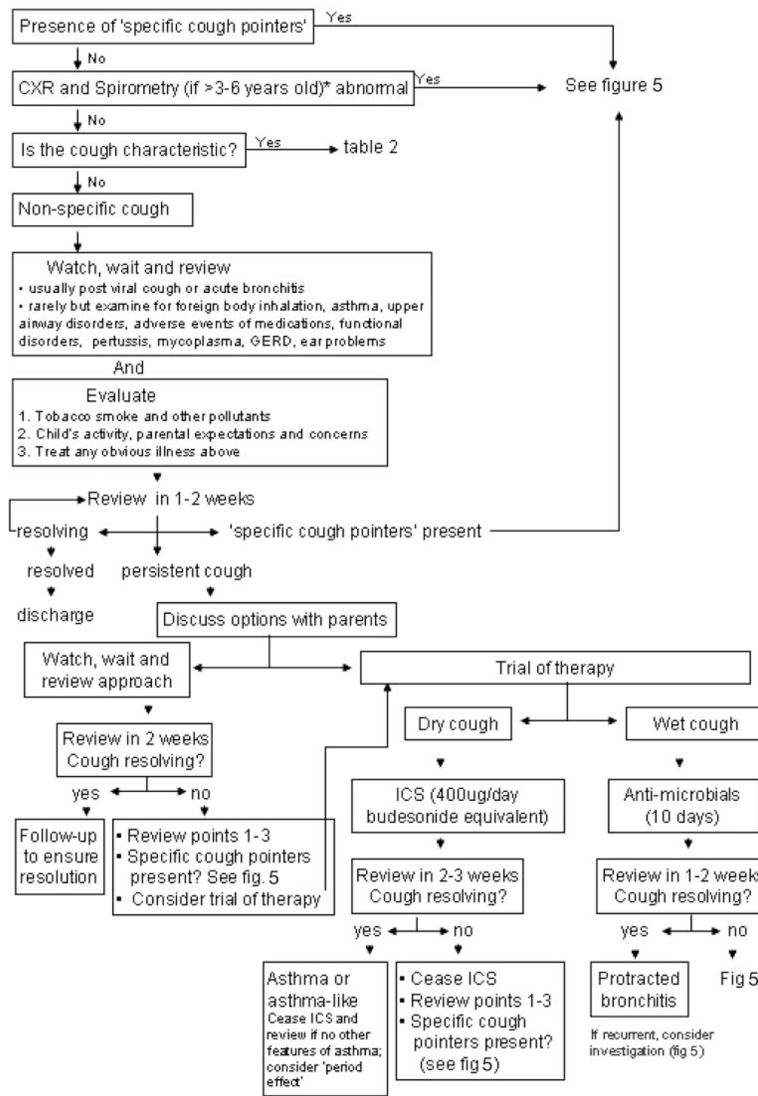 Presence of 'specific cough pointers'
Yes
No
CXR and Spirometry (if >3-6 years old)* abnormal
Yes
See figure 5
No
Is the cough characteristic?
Yes
table 2
No
Non-specific cough
Watch, wait and review
• usually post viral cough or acute bronchitis
• rarely but examine for foreign body inhalation, asthma, upper
airway disorders, adverse events of medications, functional
disorders, pertussis, mycoplasma, GERD, ear problems
And
Evaluate
1. Tobacco smoke and other pollutants
2. Child's activity, parental expectations and concerns
3. Treat any obvious illness above
Review in 1-2 weeks
resolving
'specific cough pointers' present
resolved
persistent cough
discharge
Discuss options with parents
Watch, wait and
review approach
Trial of therapy
Review in 2 weeks
Cough resolving?
yes
no
Follow-up
to ensure
resolution
▪ Review points 1-3
▪ Specific cough pointers
present? See fig. 5
▪ Consider trial of therapy
Dry cough
Wet cough
ICS (400ug/day
budesonide equivalent)
Anti-microbials
(10 days)
Review in 2-3 weeks
Cough resolving?
Review in 1-2 weeks
Cough resolving?
yes
no
yes
no
Asthma or
asthma-like
Cease ICS and
review if no other
features of asthma;
consider 'period
effect'
▪ Cease ICS
▪ Review points 1-3
▪ Specific cough
pointers present?
(see fig 5)
Protracted
bronchitis
Fig 5
If recurrent, consider
investigation (fig 5)